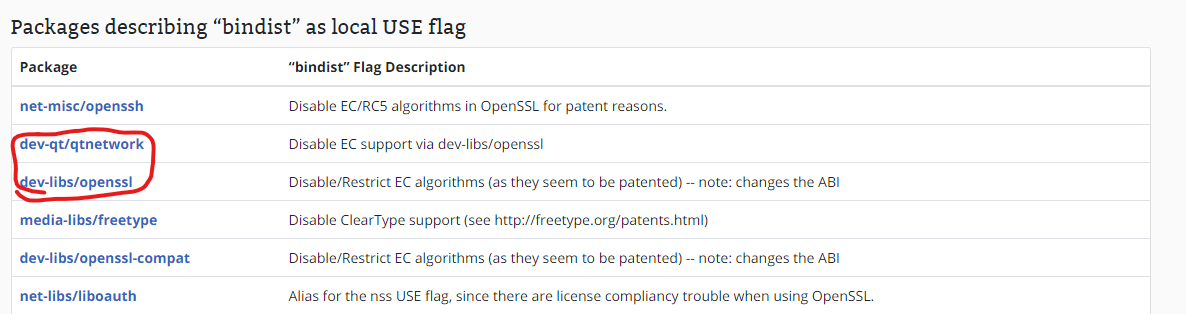 Packages describing “bindist” as local USE flag
Package “bindist” Flag Description
net-misc/openssh Disable EC/RC5 algorithms in OpenSSL for patent reasons.
dev-qt/qtnetwork Disable EC support via dev-libs/openssl
dev-libs/openssl Disable/Restrict EC algorithms (as they seem to be patented) -- note: changes the ABI
media-libs/freetype Disable ClearType support (see http://freetype.org/patents.html)
dev-libs/openssl-compat Disable/Restrict EC algorithms (as they seem to be patented) -- note: changes the ABI
net-libs/liboauth Alias for the nss USE flag, since there are license compliancy trouble when using OpenSSL.